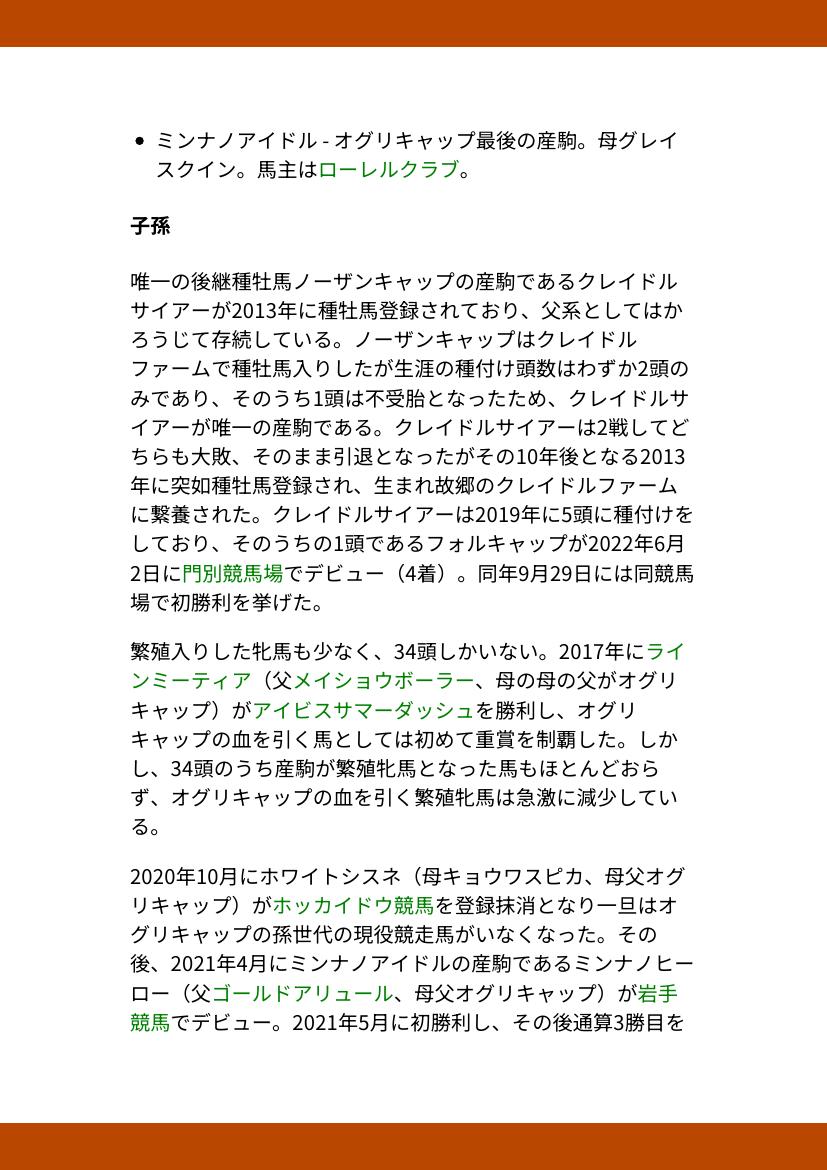 • ミンナノアイドル - オグリキャップ最後の産駒。母グレイ
スクイン。馬主はローレルクラブ。
子孫
唯一の後継種牡馬ノーザンキャップの産駒であるクレイドル
サイアーが2013年に種牡馬登録されており、父系としてはか
ろうじて存続している。ノーザンキャップはクレイドル
ファームで種牡馬入りしたが生涯の種付け頭数はわずか2頭の
みであり、そのうち1頭は不受胎となったため、クレイドルサ
イアーが唯一の産駒である。クレイドルサイアーは2戦してど
ちらも大敗、そのまま引退となったがその10年後となる2013
年に突如種牡馬登録され、生まれ故郷のクレイドルファーム
に繋養された。クレイドルサイアーは2019年に5頭に種付けを
しており、そのうちの1頭であるフォルキャップが2022年6月
2日に門別競馬場でデビュー（4着）。同年9月29日には同競馬
場で初勝利を挙げた。
繁殖入りした牝馬も少なく、34頭しかいない。2017年にライ
ンミーティア（父メイショウボーラー、母の母の父がオグリ
キャップ）がアイビスサマーダッシュを勝利し、オグリ
キャップの血を引く馬としては初めて重賞を制覇した。しか
し、34頭のうち産駒が繁殖牝馬となった馬もほとんどおら
ず、オグリキャップの血を引く繁殖牝馬は急激に減少してい
る。
2020年10月にホワイトシスネ（母キョウワスピカ、母父オグ
リキャップ）がホッカイドウ競馬を登録抹消となり一旦はオ
グリキャップの孫世代の現役競走馬がいなくなった。その
後、2021年4月にミンナノアイドルの産駒であるミンナノヒー
ロー（父ゴールドアリュール、母父オグリキャップ）が岩手
競馬でデビュー。2021年5月に初勝利し、その後通算3勝目を